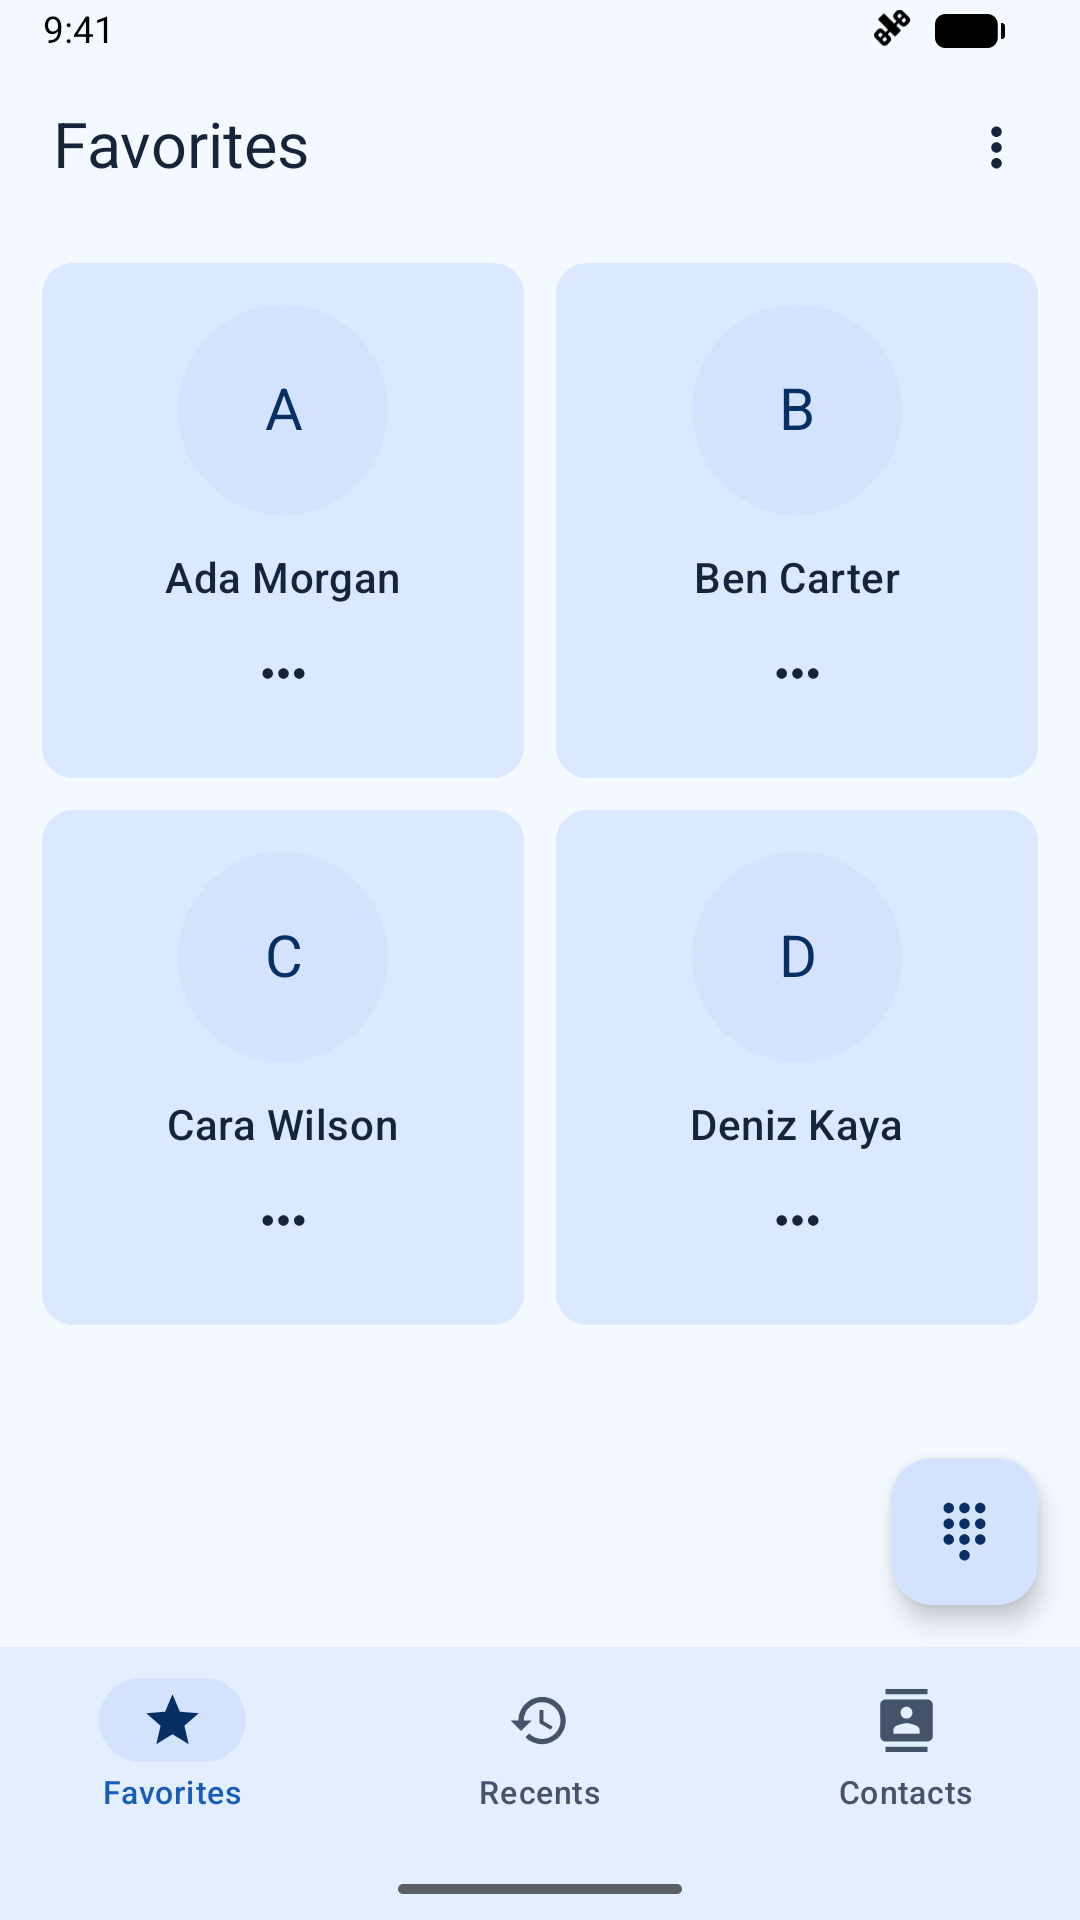 9:41
Favorites
A
B
Ada Morgan
Ben Carter
C
D
Cara Wilson
Deniz Kaya
Favorites
Recents
Contacts